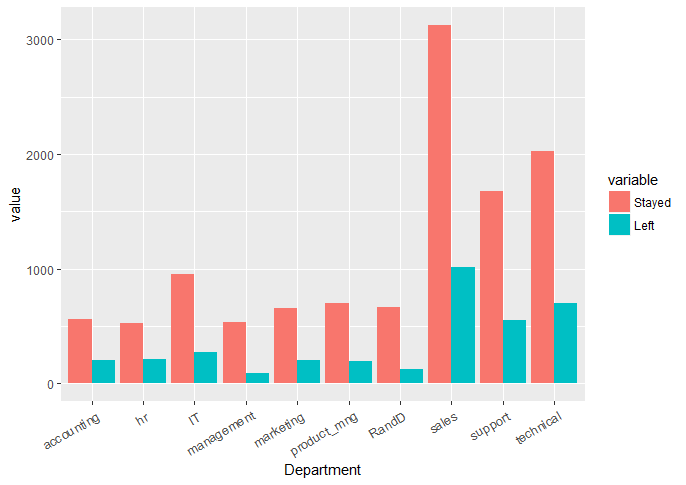 3000
2000
1000
0
value
accounting
hr
IT
management
marketing
product_mng
RandD
sales
support
technical
Department
variable
Stayed
Left